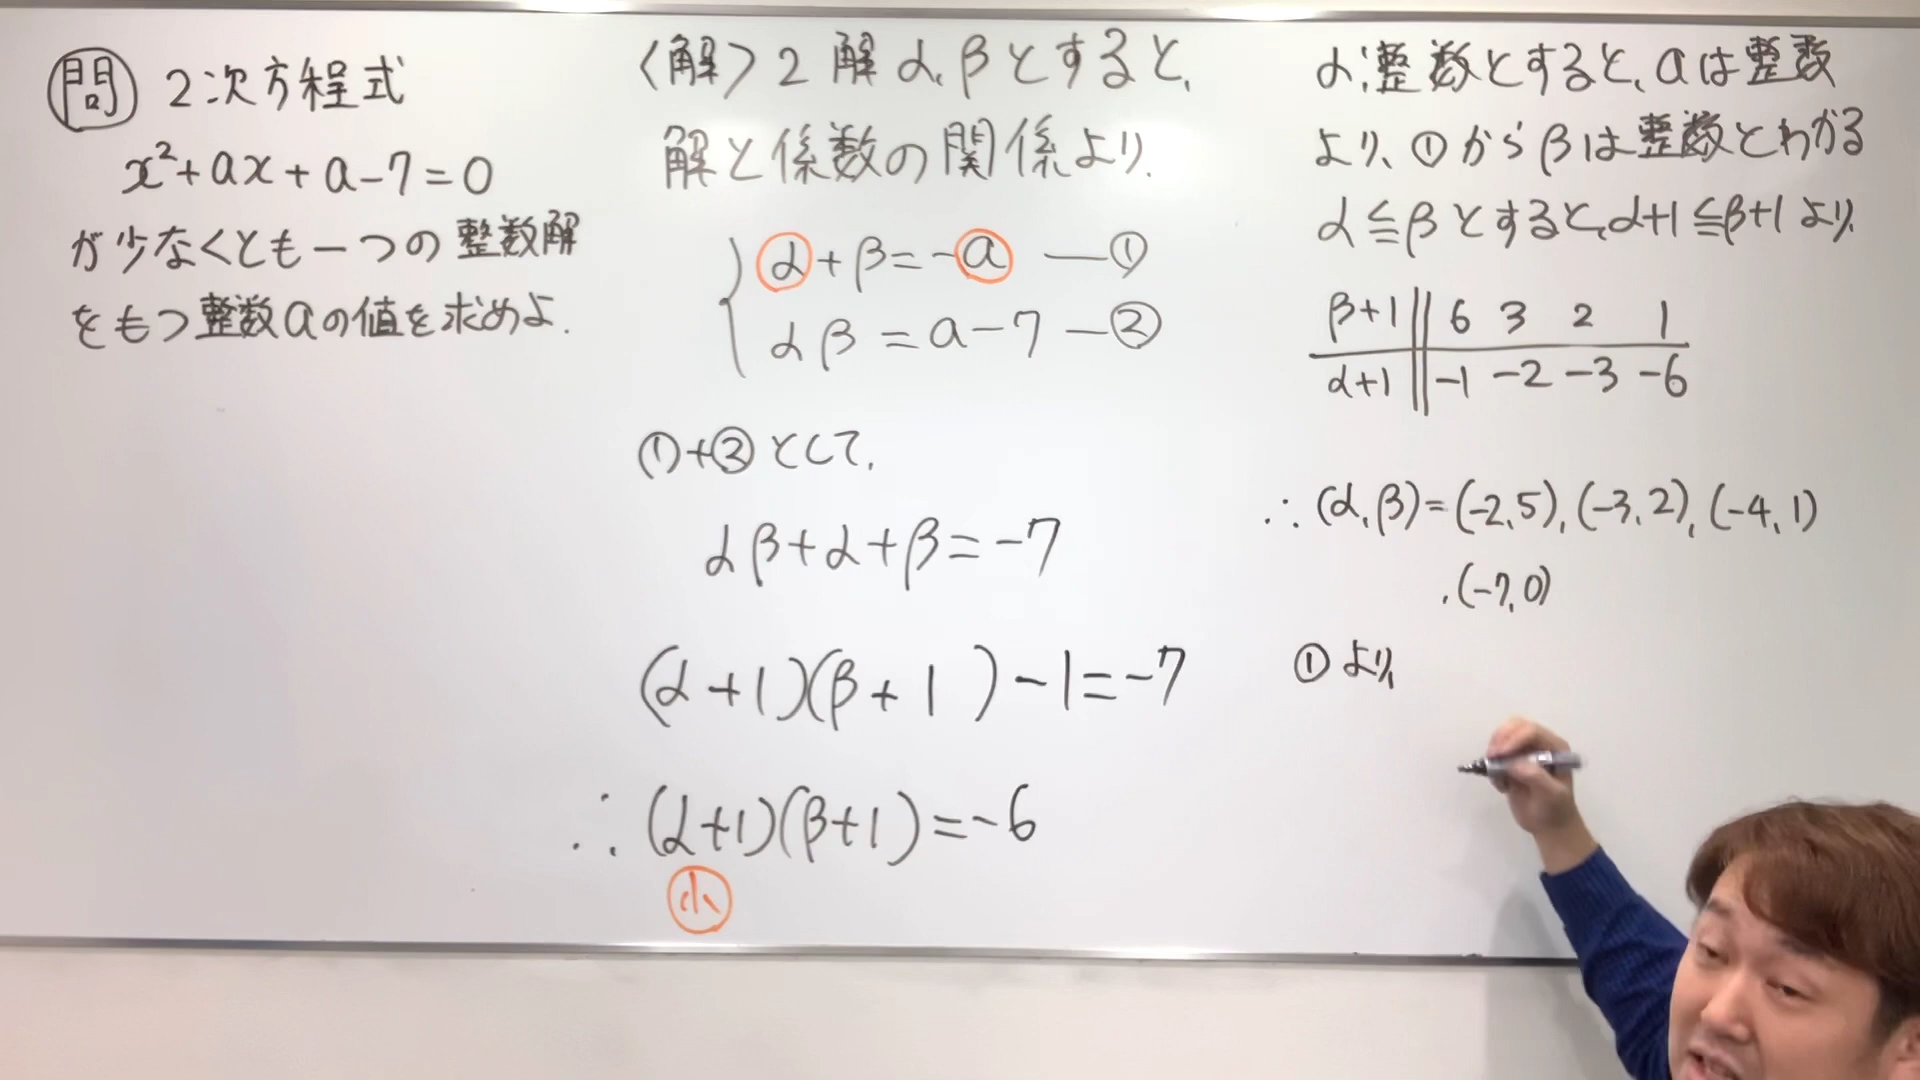 問 2次方程式
x²+ax+a-7=0
が少なくとも一つの整数解
をもつ整数aの値を求めよ.
〈解〉2解α,βとすると,
解と係数の関係より,
α+β=-a —①
αβ=a-7 —②
①+②として,
αβ+α+β=-7
(α+1)(β+1)-1=-7
∴(α+1)(β+1)=-6
小
α:整数とすると,aは整数
より,①からβは整数とわかる
α≦βとすると,α+1≦β+1より,
β+1 6 3 2 1
α+1 -1 -2 -3 -6
∴(α,β)=(-2,5),(-3,2),(-4,1)
,(-7,0)
①より,